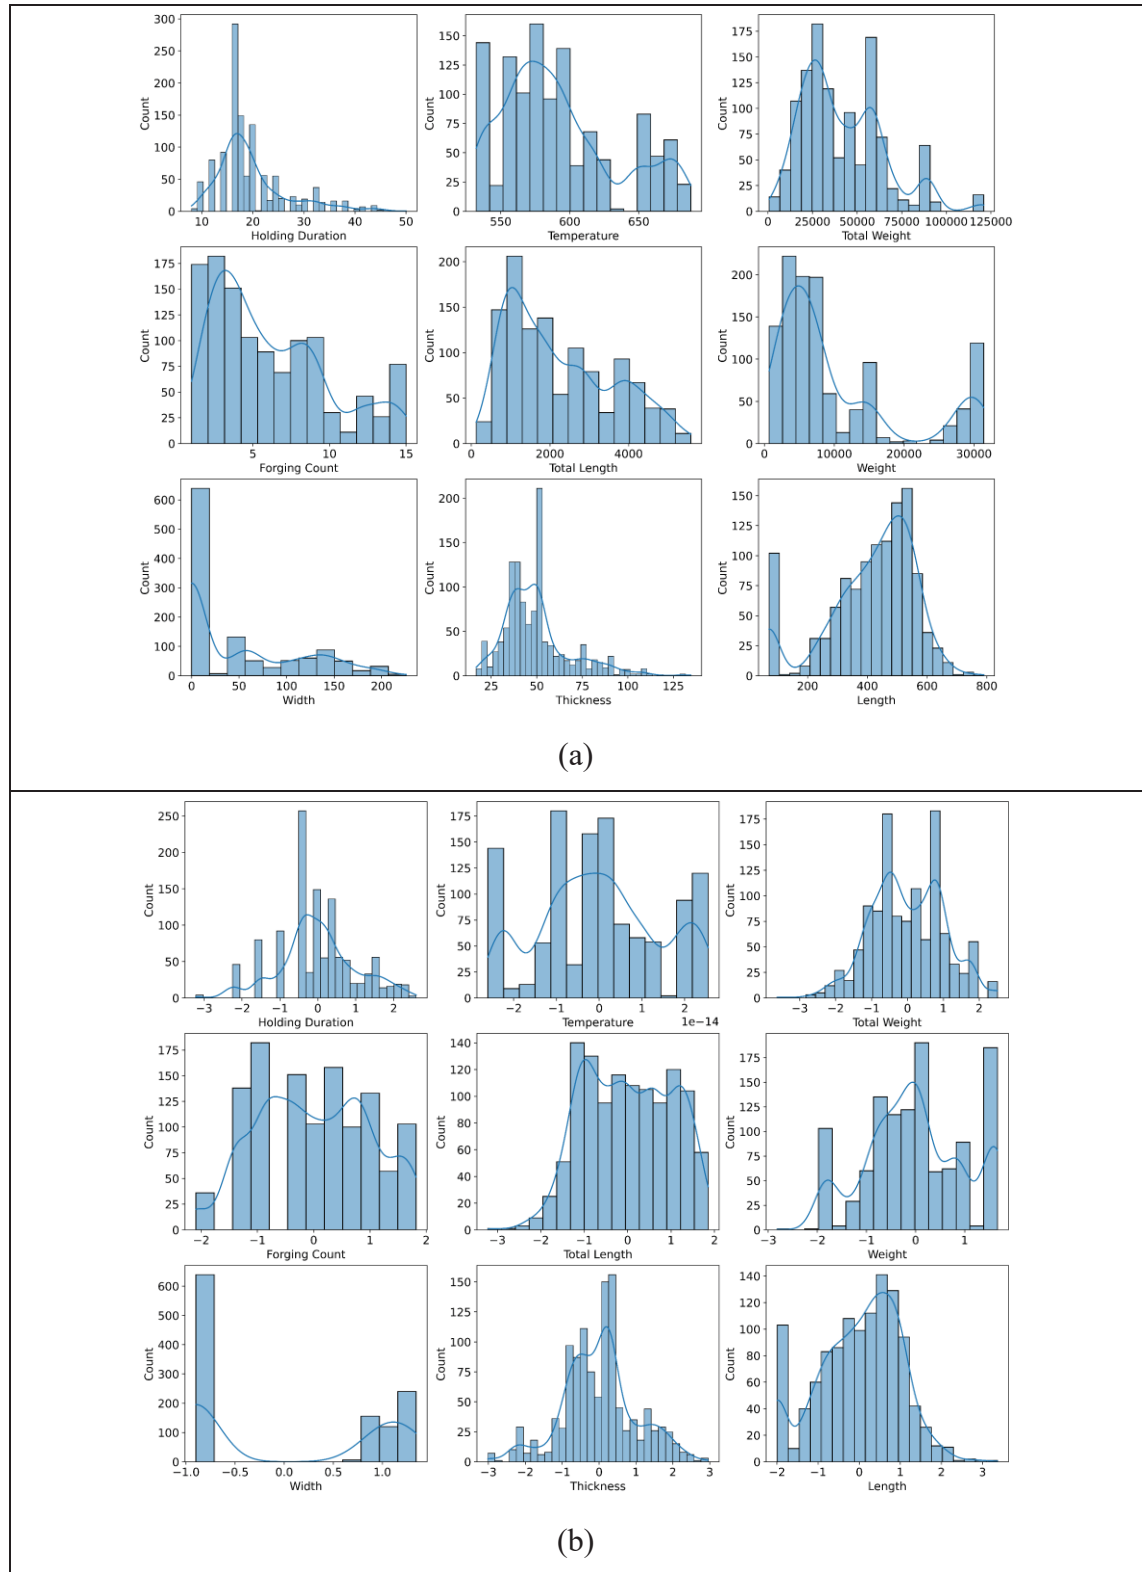 300
250
200
150
100
50
0
Count
10 20 30 40 50
Holding Duration
150
125
100
75
50
25
0
Count
550 600 650
Temperature
175
150
125
100
75
50
25
0
Count
0 25000 50000 75000 100000 125000
Total Weight
175
150
125
100
75
50
25
0
Count
5 10 15
Forging Count
200
150
100
50
0
Count
0 2000 4000
Total Length
200
150
100
50
0
Count
0 10000 20000 30000
Weight
600
500
400
300
200
100
0
Count
0 50 100 150 200
Width
200
150
100
50
0
Count
25 50 75 100 125
Thickness
150
125
100
75
50
25
0
Count
200 400 600 800
Length
(a)
250
200
150
100
50
0
Count
−3 −2 −1 0 1 2
Holding Duration
175
150
125
100
75
50
25
0
Count
−2 −1 0 1 2
Temperature 1e−14
175
150
125
100
75
50
25
0
Count
−3 −2 −1 0 1 2
Total Weight
175
150
125
100
75
50
25
0
Count
−2 −1 0 1 2
Forging Count
140
120
100
80
60
40
20
0
Count
−3 −2 −1 0 1 2
Total Length
200
175
150
125
100
75
50
25
0
Count
−3 −2 −1 0 1
Weight
600
500
400
300
200
100
0
Count
−1.0 −0.5 0.0 0.5 1.0
Width
150
125
100
75
50
25
0
Count
−3 −2 −1 0 1 2 3
Thickness
140
120
100
80
60
40
20
0
Count
−2 −1 0 1 2 3
Length
(b)